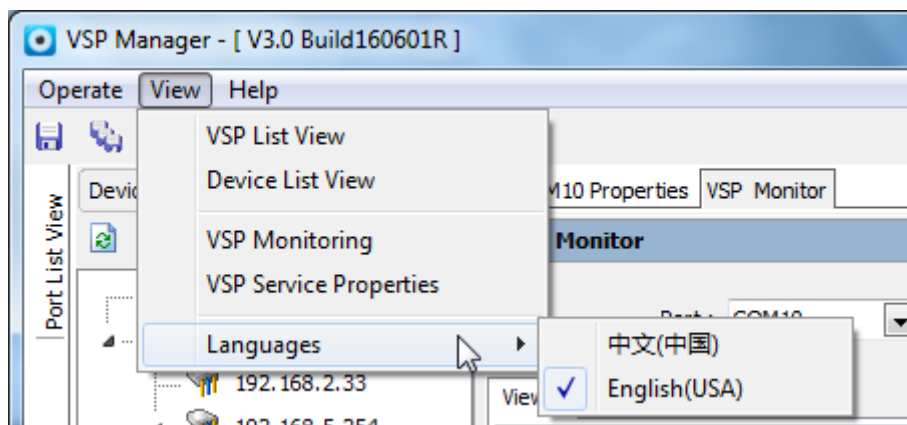 VSP Manager - [ V3.0 Build160601R ]
Operate View Help
VSP List View
Device List View
VSP Monitoring
VSP Service Properties
Languages
中文(中国)
English(USA)
Port List View
M10 Properties
VSP Monitor
Monitor
192.168.2.33